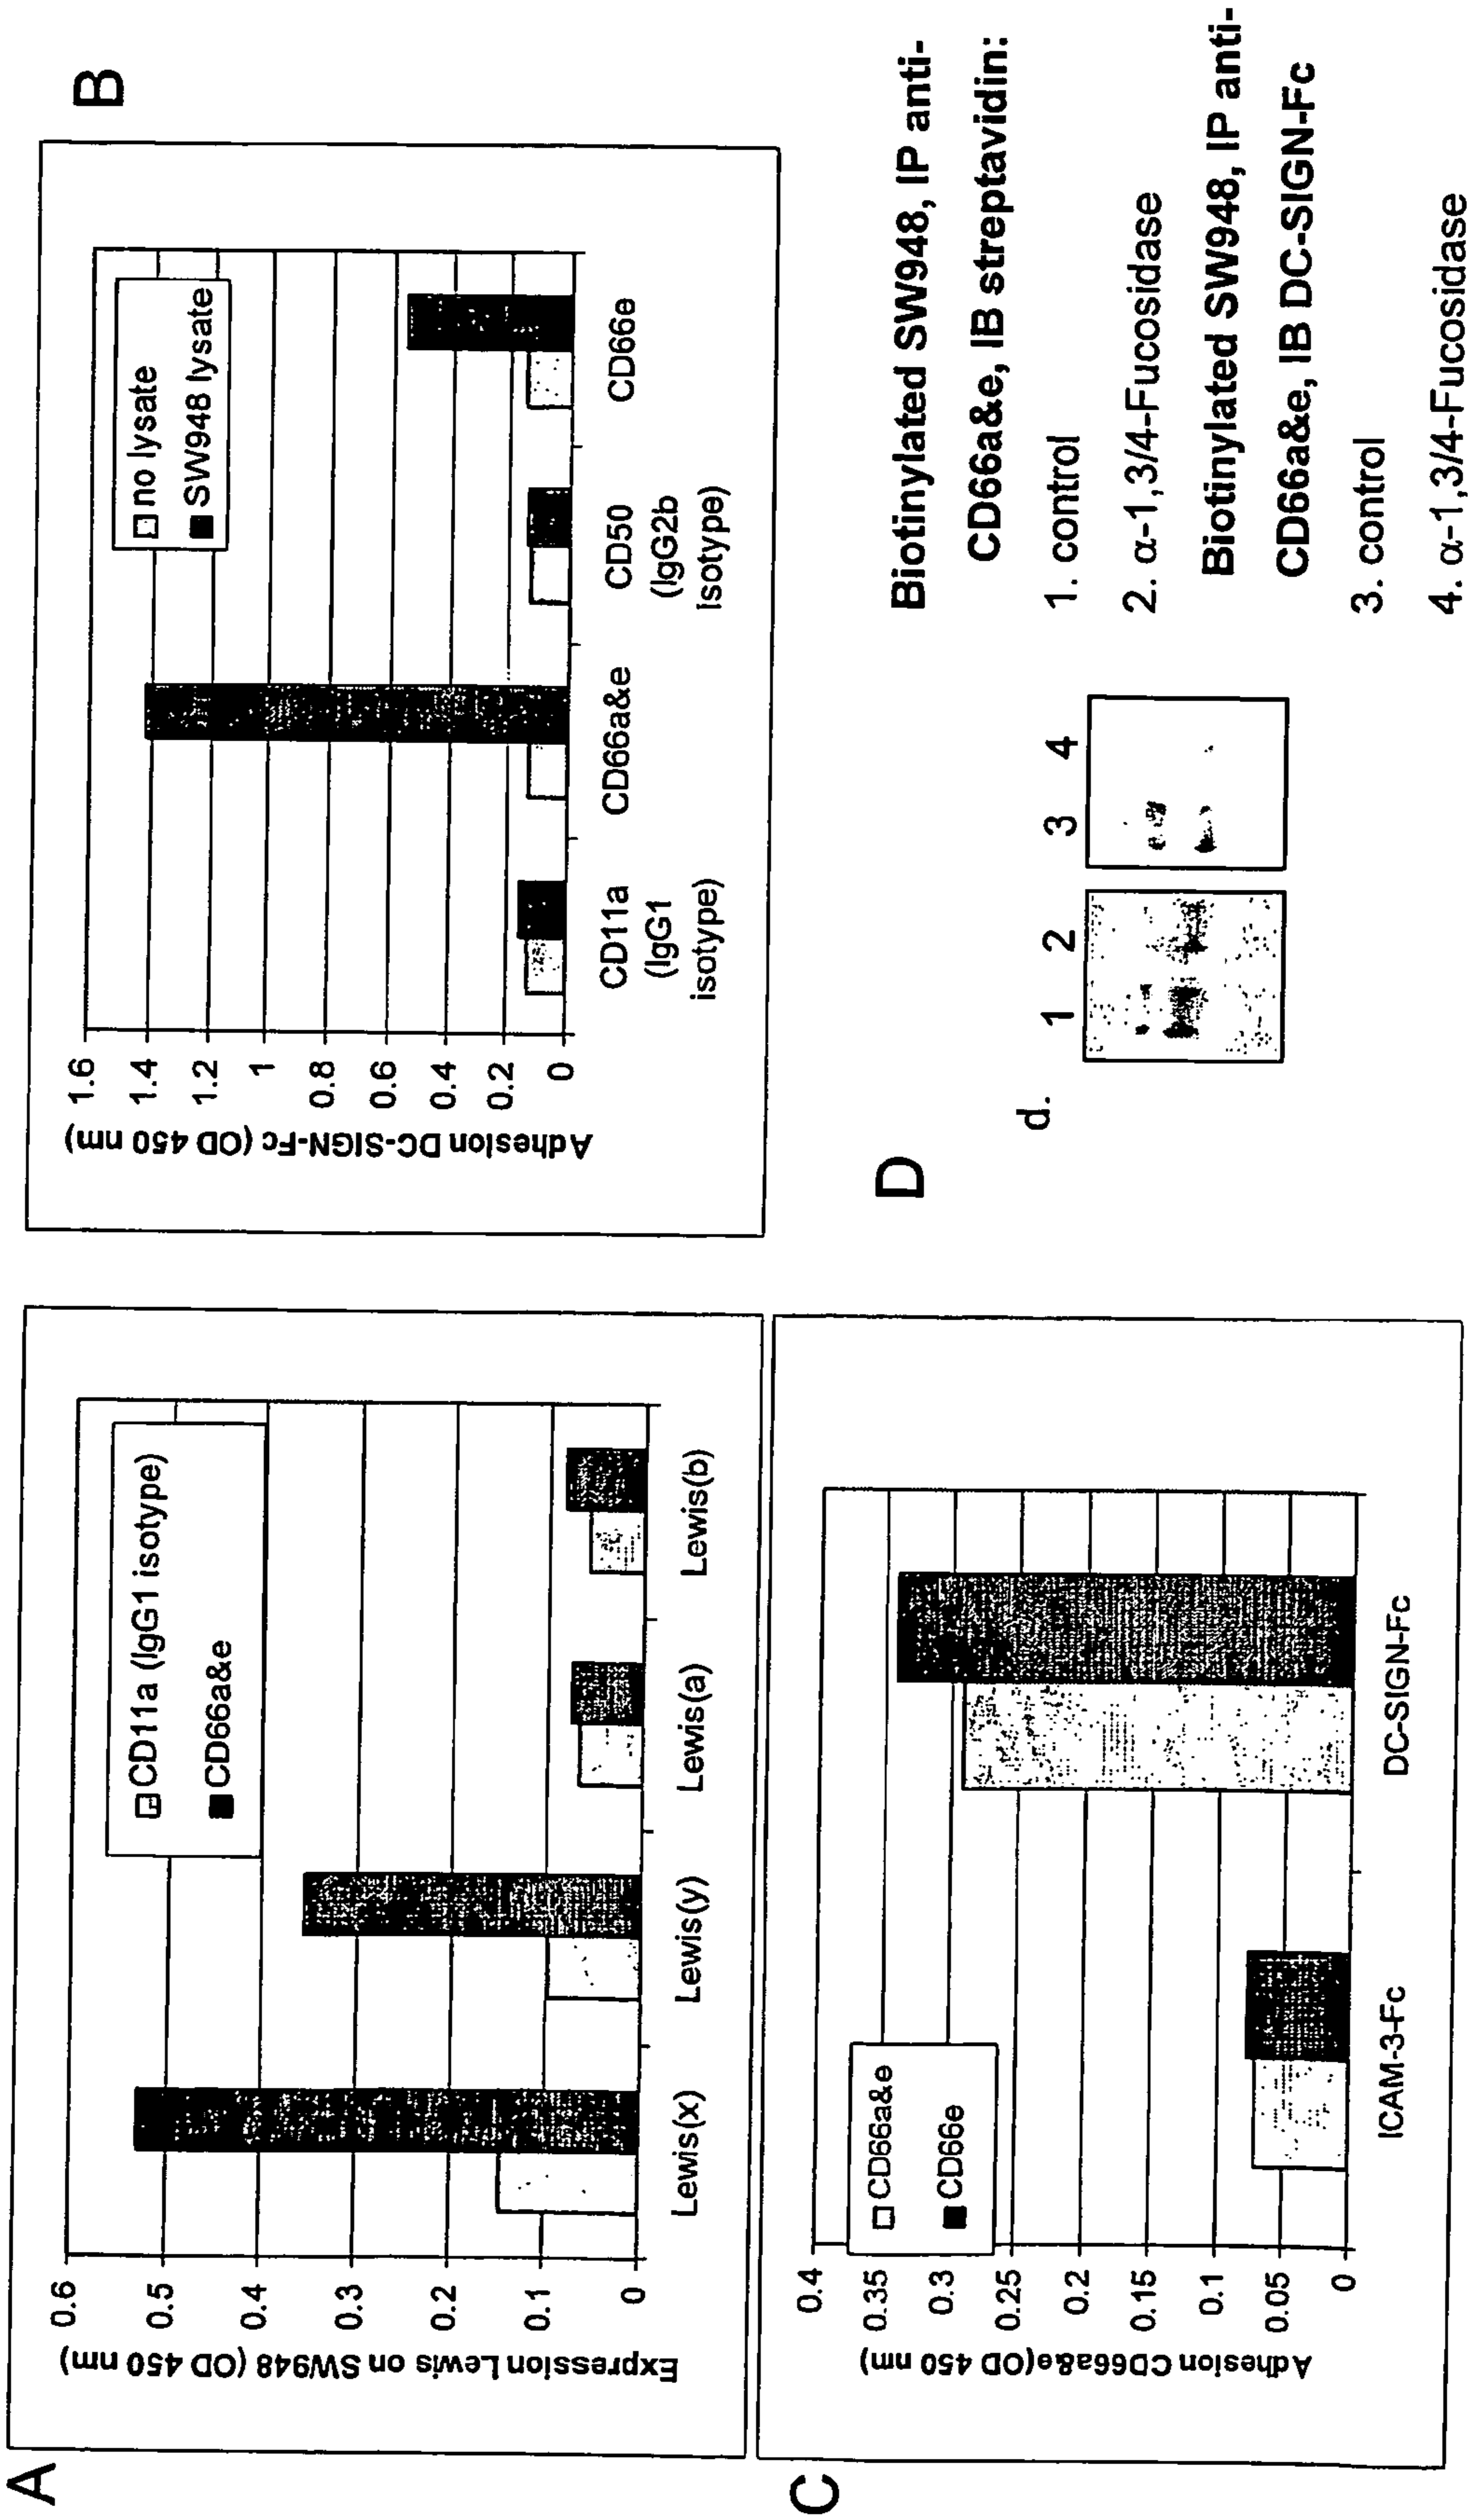 A
Expression Lewis on SW948 (OD 450 nm)
0.6
0.5
0.4
0.3
0.2
0.1
0
CD11a (IgG1 isotype)
CD66a&e
Lewis(x)
Lewis(y)
Lewis(a)
Lewis(b)
B
Adhesion DC-SIGN-Fc (OD 450 nm)
1.6
1.4
1.2
1
0.8
0.6
0.4
0.2
0
no lysate
SW948 lysate
CD11a
(IgG1
isotype)
CD66a&e
CD50
(IgG2b
isotype)
CD66e
C
Adhesion CD66a&e(OD 450 nm)
0.4
0.35
0.3
0.25
0.2
0.15
0.1
0.05
0
CD66a&e
CD66e
ICAM-3-Fc
DC-SIGN-Fc
D
d.
1 2 3 4
Biotinylated SW948, IP anti-
CD66a&e, IB streptavidin:
1. control
2. α-1,3/4-Fucosidase
Biotinylated SW948, IP anti-
CD66a&e, IB DC-SIGN-Fc
3. control
4. α-1,3/4-Fucosidase